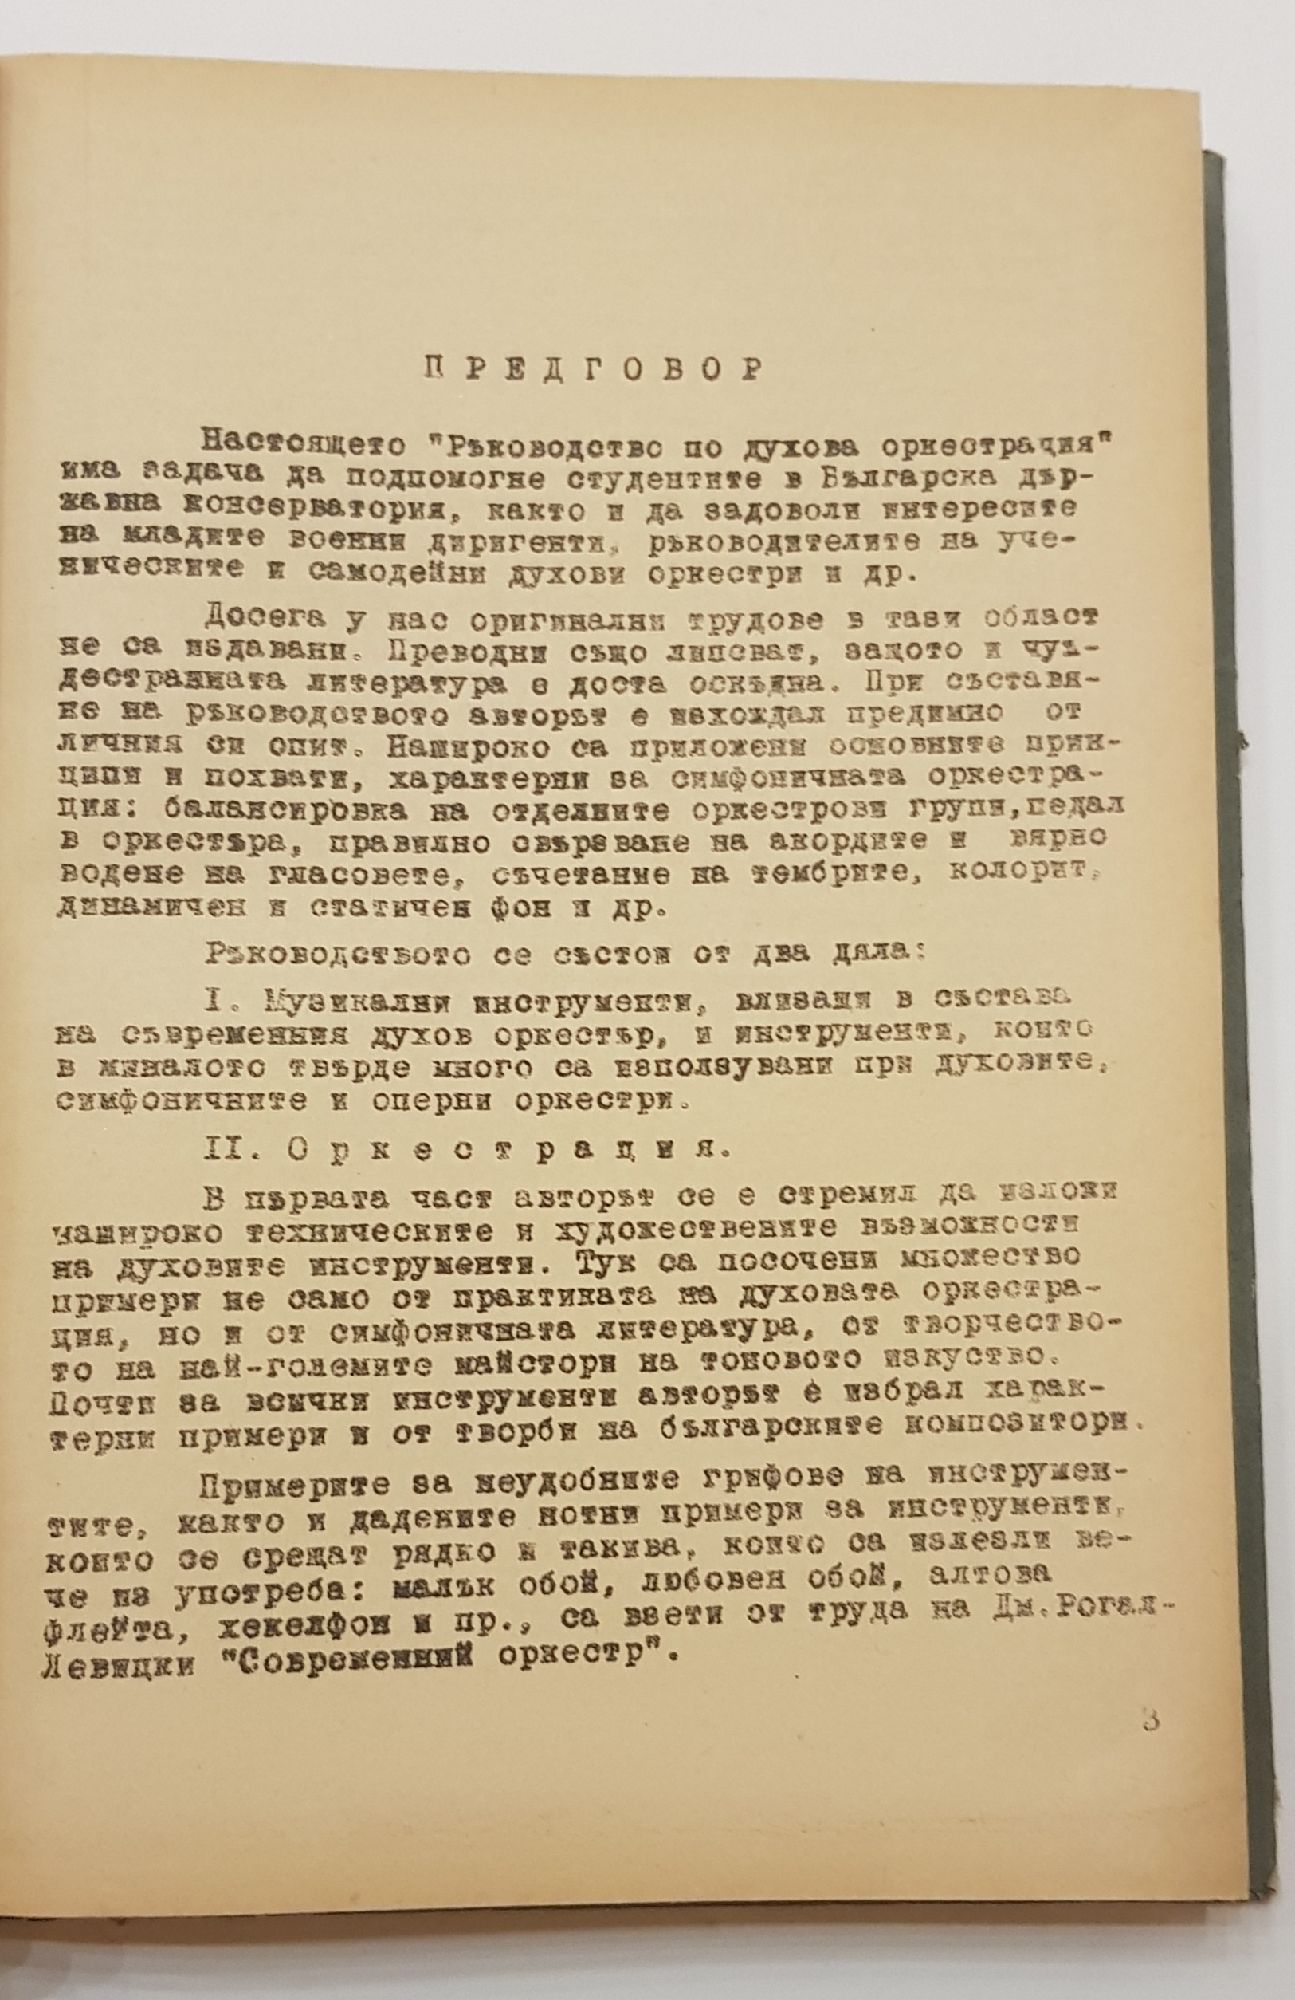 ПРЕДГОВОР
Настоящето "Ръководство по духова оркестрация"
има задача да подпомогне студентите в Българска дър-
жавна консерватория, както и да задоволи интересите
на младите военни диригенти, ръководителите на уче-
ническите и самодейни духови оркестри и др.
Досега у нас оригинални трудове в тази област
не са издавани. Преводни също липсват, защото и чуж-
дестранната литература е доста оскъдна. При съставя-
не на ръководството авторът е изхождал предимно от
личния си опит. Нашироко са приложени основните прин-
ципи и похвати, характерни за симфоничната оркестра-
ция: балансировка на отделните оркестрови групи, педал
в оркестъра, правилно свързване на акордите и вярно
водене на гласовете, съчетание на тембрите, колорит,
динамичен и статичен фон и др.
Ръководството се състои от два дяла:
I. Музикални инструменти, влизащи в състава
на съвременния духов оркестър, и инструменти, които
в миналото твърде много са използувани при духовите,
симфоничните и оперни оркестри.
II. Оркестрация.
В първата част авторът се е стремил да изложи
нашироко техническите и художествените възможности
на духовите инструменти. Тук са посочени множество
примери не само от практиката на духовата оркестра-
ция, но и от симфоничната литература, от творчество-
то на най-големите майстори на тоновото изкуство.
Почти за всички инструменти авторът е избрал харак-
терни примери и от творби на българските композитори.
Примерите за неудобните грифове на инструмен-
тите, както и дадените нотни примери за инструменти,
които се срещат рядко и такива, които са излезли ве-
че из употреба: малък обой, любовен обой, алтова
флейта, хекелфон и пр., са взети от труда на Дм. Рогал-
Левицки "Современний оркестр".
3